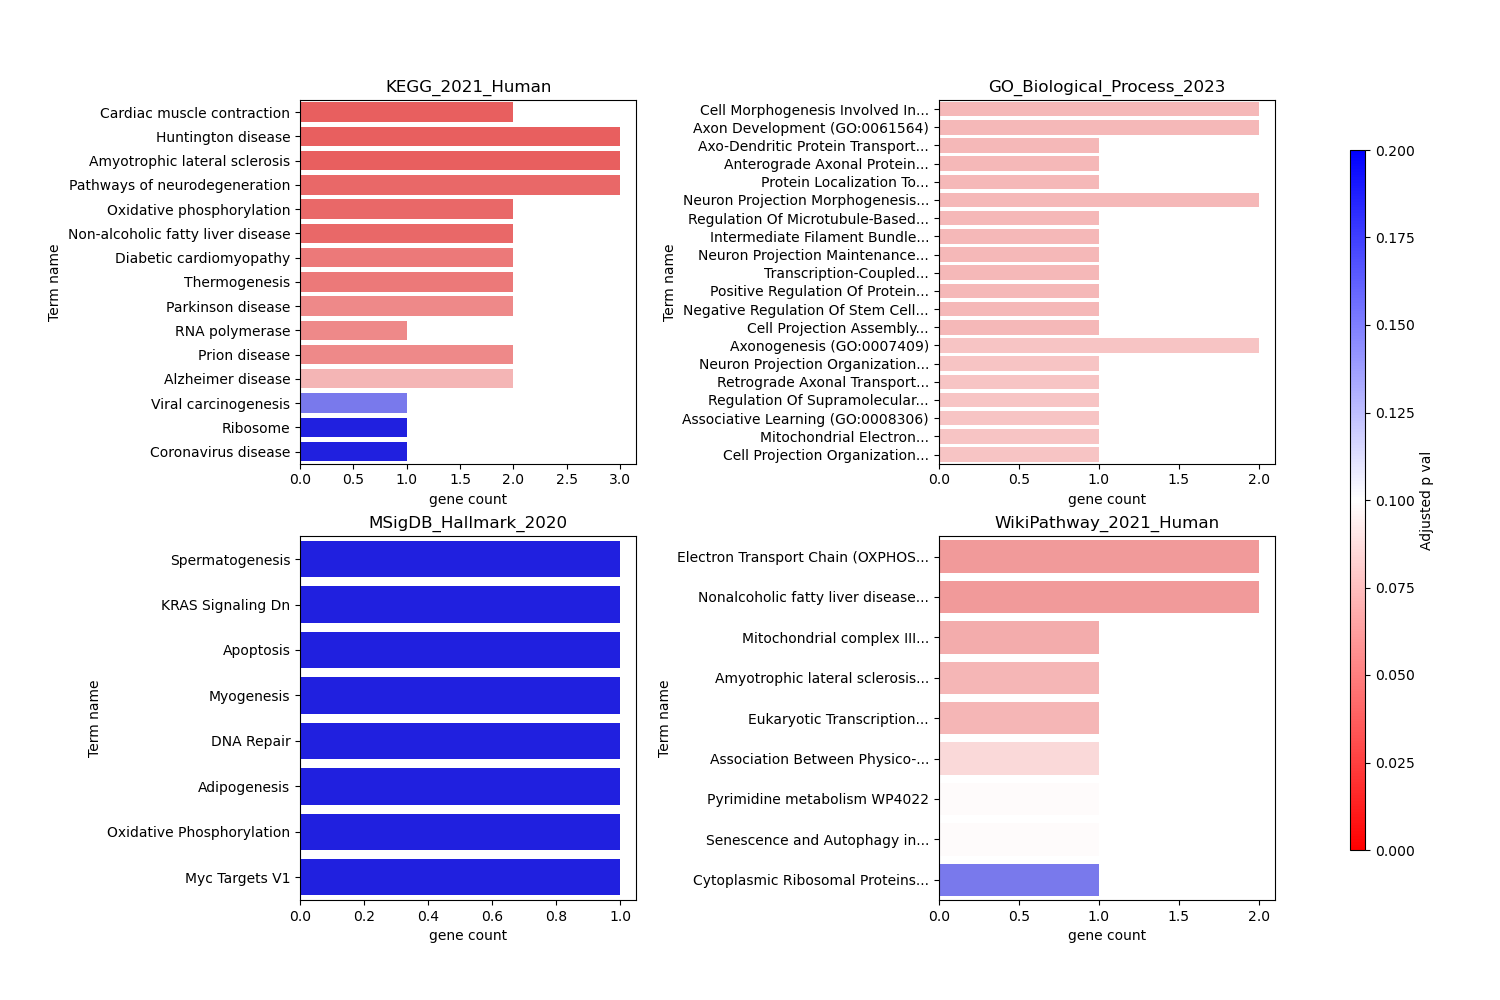 KEGG_2021_Human
Term name
Cardiac muscle contraction
Huntington disease
Amyotrophic lateral sclerosis
Pathways of neurodegeneration
Oxidative phosphorylation
Non-alcoholic fatty liver disease
Diabetic cardiomyopathy
Thermogenesis
Parkinson disease
RNA polymerase
Prion disease
Alzheimer disease
Viral carcinogenesis
Ribosome
Coronavirus disease
0.0 0.5 1.0 1.5 2.0 2.5 3.0
gene count
GO_Biological_Process_2023
Term name
Cell Morphogenesis Involved In...
Axon Development (GO:0061564)
Axo-Dendritic Protein Transport...
Anterograde Axonal Protein...
Protein Localization To...
Neuron Projection Morphogenesis...
Regulation Of Microtubule-Based...
Intermediate Filament Bundle...
Neuron Projection Maintenance...
Transcription-Coupled...
Positive Regulation Of Protein...
Negative Regulation Of Stem Cell...
Cell Projection Assembly...
Axonogenesis (GO:0007409)
Neuron Projection Organization...
Retrograde Axonal Transport...
Regulation Of Supramolecular...
Associative Learning (GO:0008306)
Mitochondrial Electron...
Cell Projection Organization...
0.0 0.5 1.0 1.5 2.0
gene count
MSigDB_Hallmark_2020
Term name
Spermatogenesis
KRAS Signaling Dn
Apoptosis
Myogenesis
DNA Repair
Adipogenesis
Oxidative Phosphorylation
Myc Targets V1
0.0 0.2 0.4 0.6 0.8 1.0
gene count
WikiPathway_2021_Human
Term name
Electron Transport Chain (OXPHOS...
Nonalcoholic fatty liver disease...
Mitochondrial complex III...
Amyotrophic lateral sclerosis...
Eukaryotic Transcription...
Association Between Physico-...
Pyrimidine metabolism WP4022
Senescence and Autophagy in...
Cytoplasmic Ribosomal Proteins...
0.0 0.5 1.0 1.5 2.0
gene count
0.200
0.175
0.150
0.125
0.100
0.075
0.050
0.025
0.000
Adjusted p val